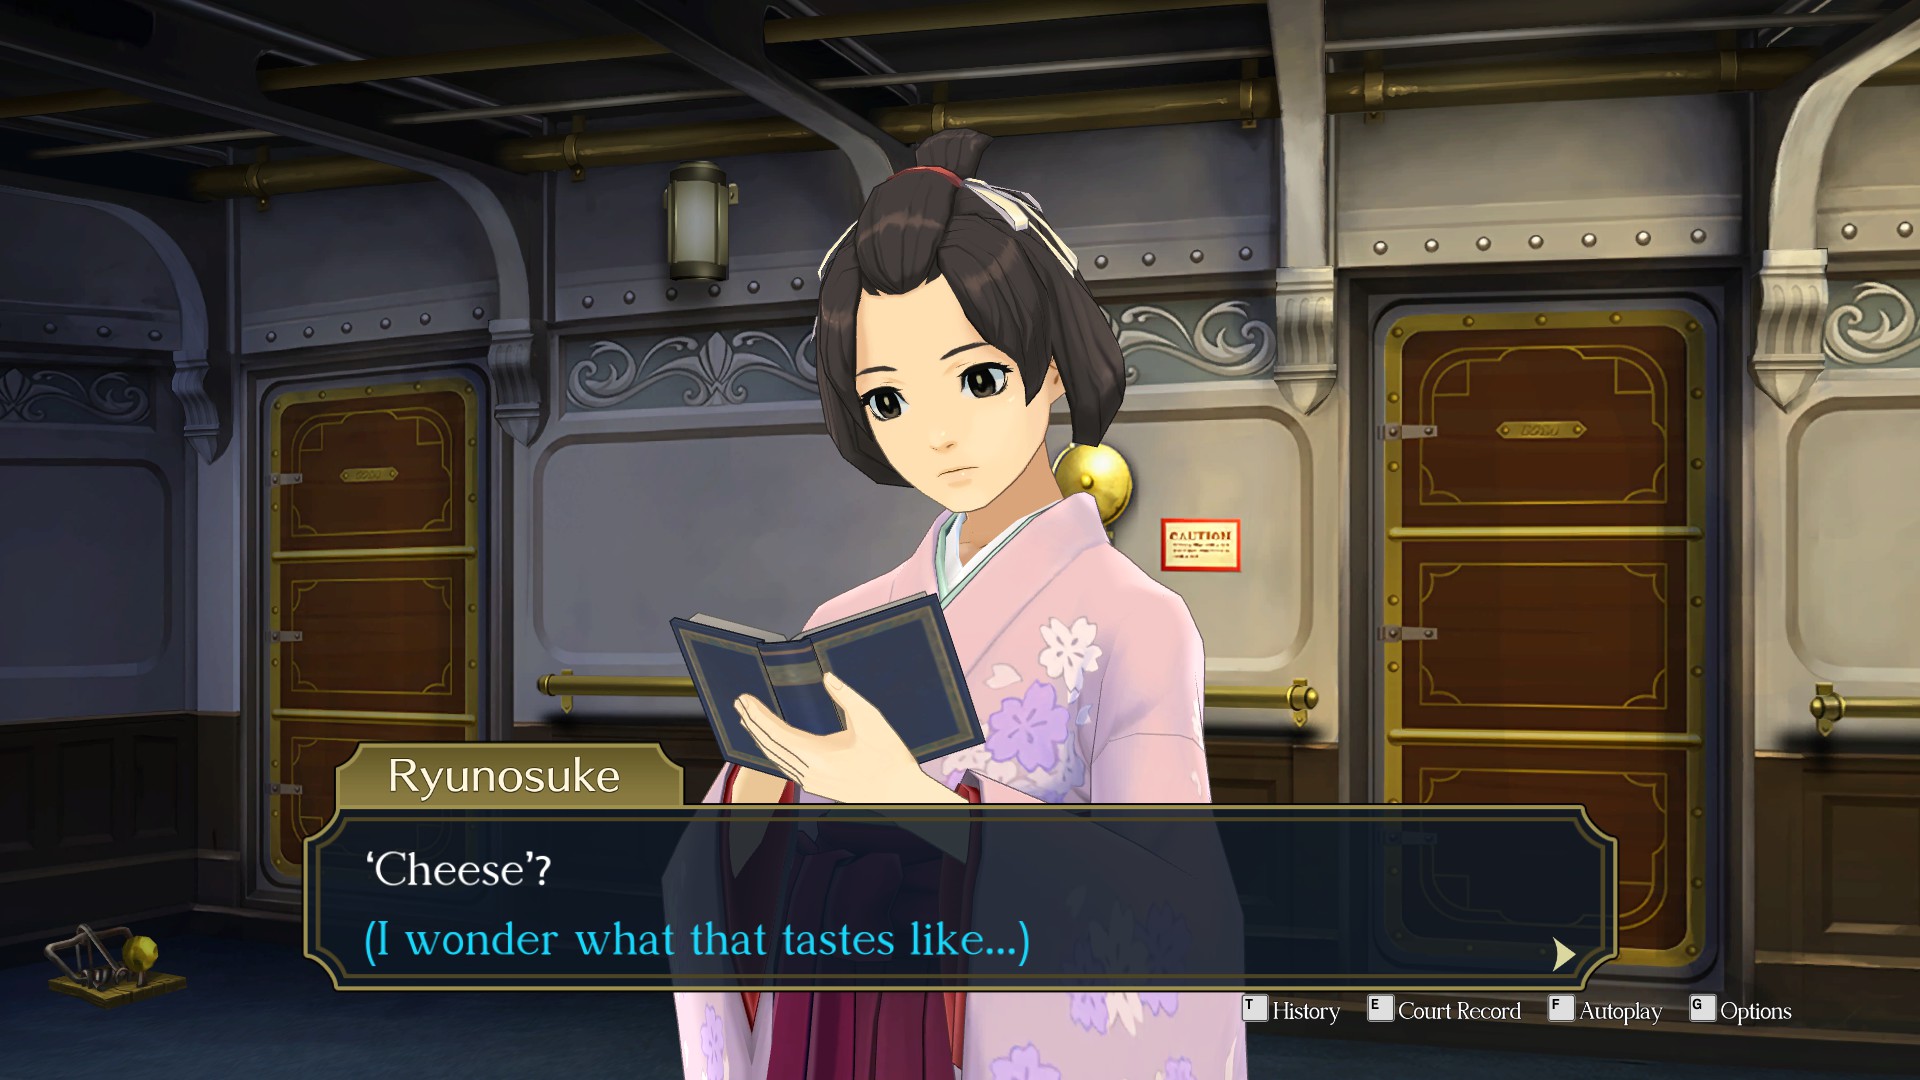 CAUTION
Ryunosuke
‘Cheese’?
(I wonder what that tastes like...)
T History E Court Record F Autoplay G Options